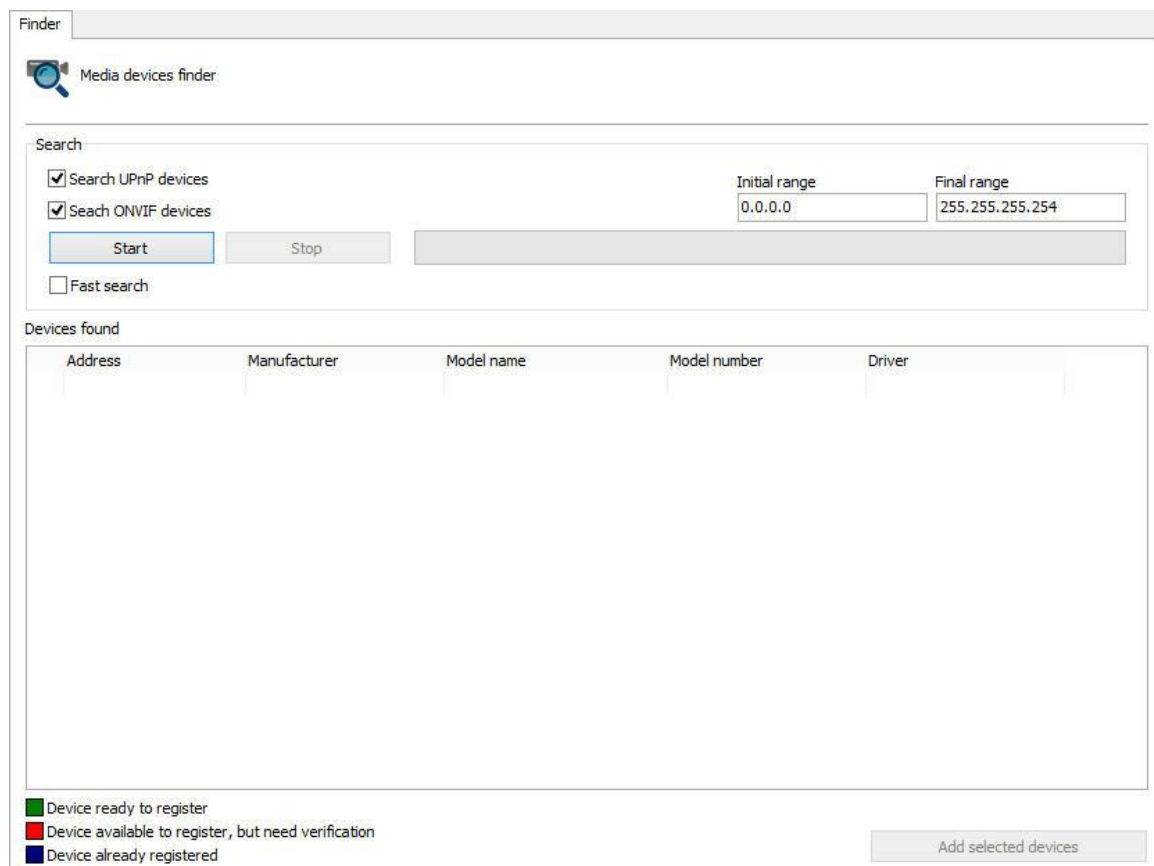 Finder
Media devices finder
Search
Search UPnP devices
Initial range
Final range
Seach ONVIF devices
0.0.0.0
255.255.255.254
Start
Stop
Fast search
Devices found
Address
Manufacturer
Model name
Model number
Driver
Device ready to register
Device available to register, but need verification
Device already registered
Add selected devices